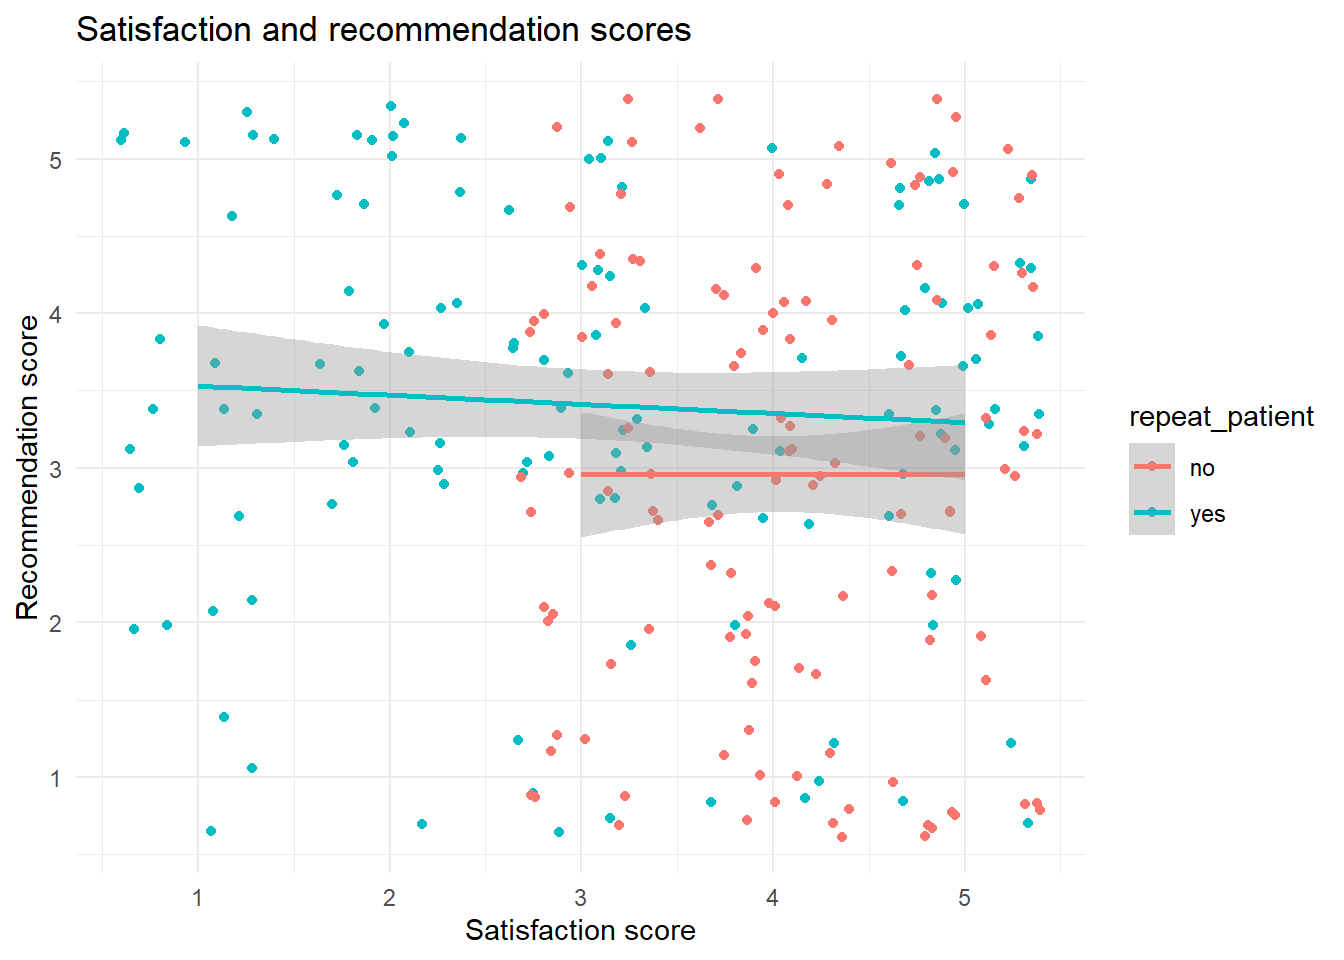 Satisfaction and recommendation scores
Recommendation score
5
4
3
2
1
1 2 3 4 5
Satisfaction score
repeat_patient
no
yes